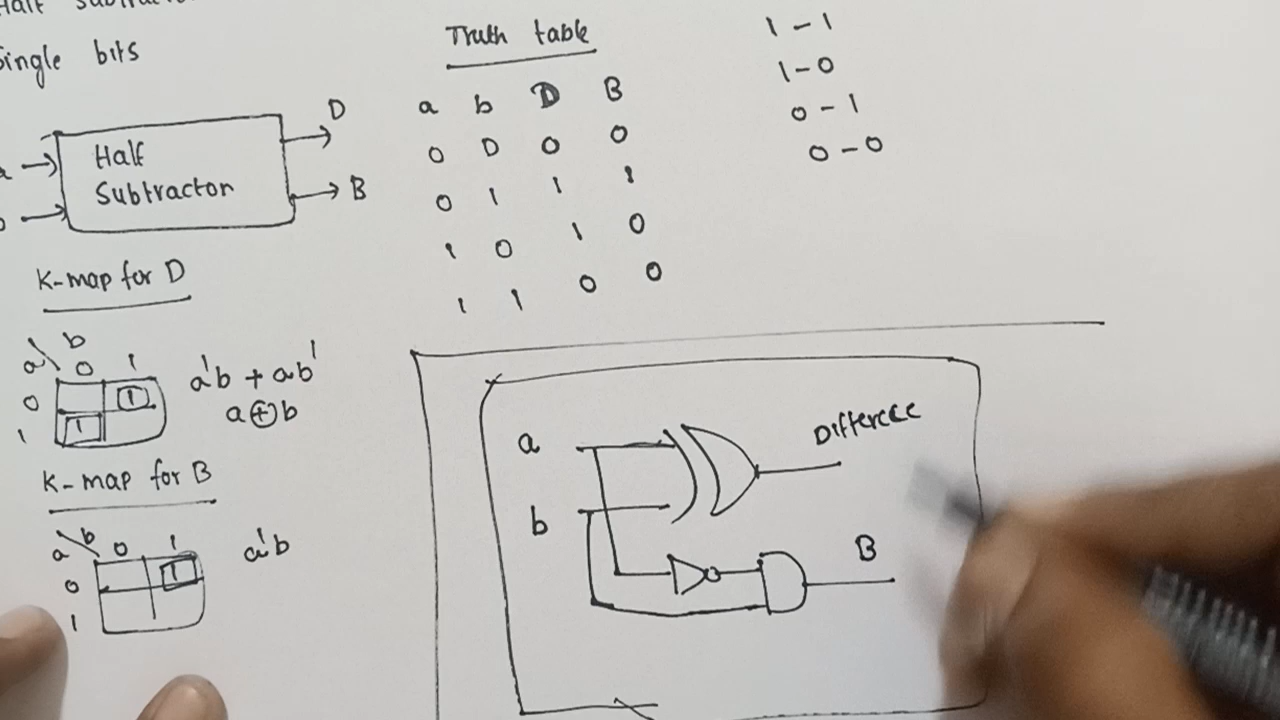 Half
Single bits
D
a
Half
Subtractor
B
b
Truth table
a b D B
0 0 0 0
0 1 1 1
1 0 1 0
1 1 0 0
1 - 1
1 - 0
0 - 1
0 - 0
K-map for D
a\b 0 1
0 1
1 1
a'b + ab'
a⊕b
K-map for B
a\b 0 1
0 1
1
a'b
a
b
Differece
B